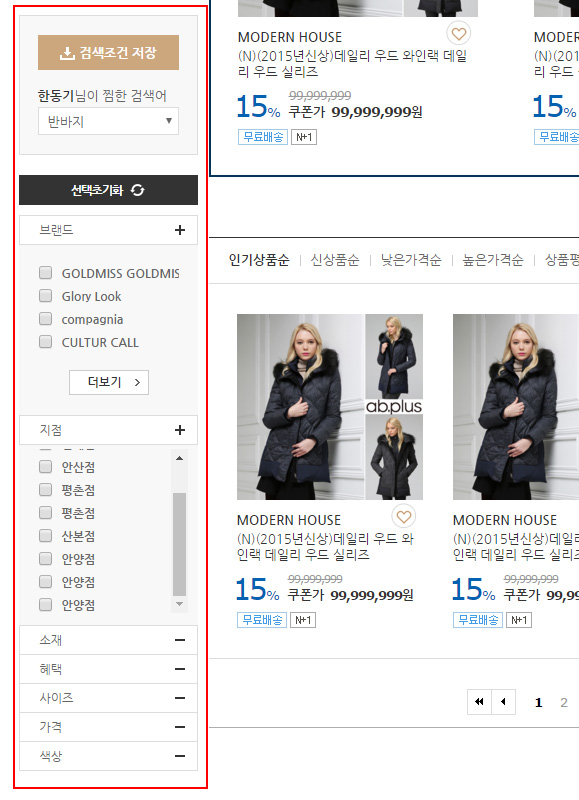 검색조건 저장
한동기님이 찜한 검색어
반바지
선택초기화
브랜드
GOLDMISS GOLDMIS
Glory Look
compagnia
CULTUR CALL
더보기
지점
안산점
평촌점
평촌점
산본점
안양점
안양점
안양점
소재
혜택
사이즈
가격
색상
MODERN HOUSE
(N)(2015년신상)데일리 우드 와인랙 데일
리 우드 실리즈
15% 99,999,999
쿠폰가 99,999,999원
무료배송 N+1
MODER
(N)(201
리 우드
15%
무료배송
인기상품순 신상품순 낮은가격순 높은가격순 상품평
ab.plus
MODERN HOUSE
(N)(2015년신상)데일리 우드 와
인랙 데일리 우드 실리즈
15% 99,999,999
쿠폰가 99,999,999원
무료배송 N+1
MODERN HOUSE
(N)(2015년신상)데일리
인랙 데일리 우드 실리즈
15% 99,999,999
쿠폰가 99,99
무료배송 N+1
1 2